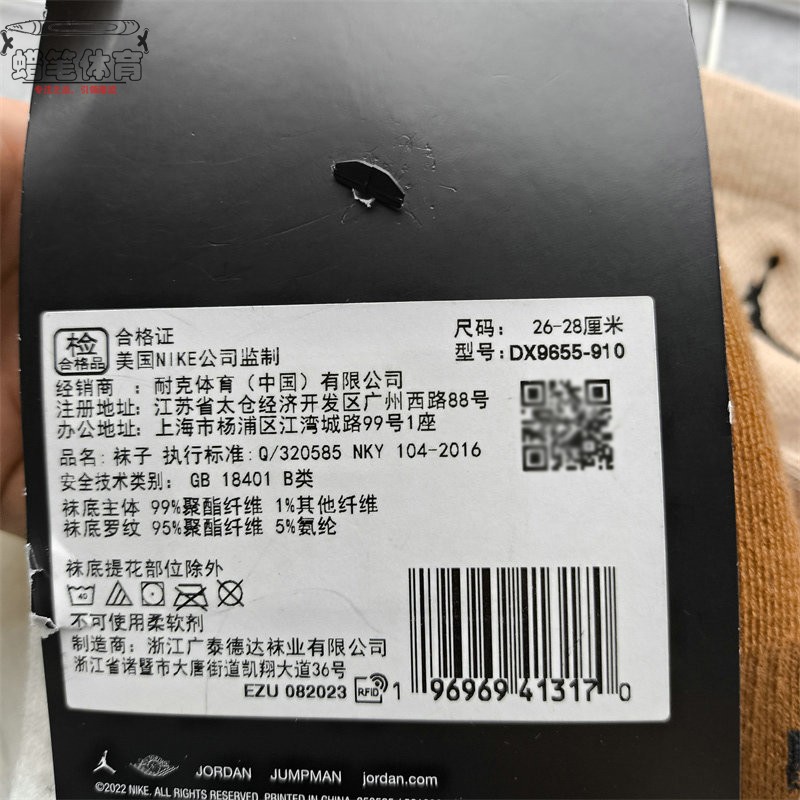 蜡笔体育
检
合格品
合格证
美国NIKE公司监制
尺码: 26-28厘米
型号: DX9655-910
经销商 : 耐克体育（中国）有限公司
注册地址: 江苏省太仓经济开发区广州西路88号
办公地址: 上海市杨浦区江湾城路99号1座
品名: 袜子 执行标准: Q/320585 NKY 104-2016
安全技术类别: GB 18401 B类
袜底主体 99%聚酯纤维 1%其他纤维
袜底罗纹 95%聚酯纤维 5%氨纶
袜底提花部位除外
40
不可使用柔软剂
制造商: 浙江广泰德达袜业有限公司
浙江省诸暨市大唐街道凯翔大道36号
EZU 082023 RFID
1 96969 41317 0
JORDAN JUMPMAN jordan.com
©2022 NIKE. ALL RIGHTS RESERVED. PRINTED IN CHINA.